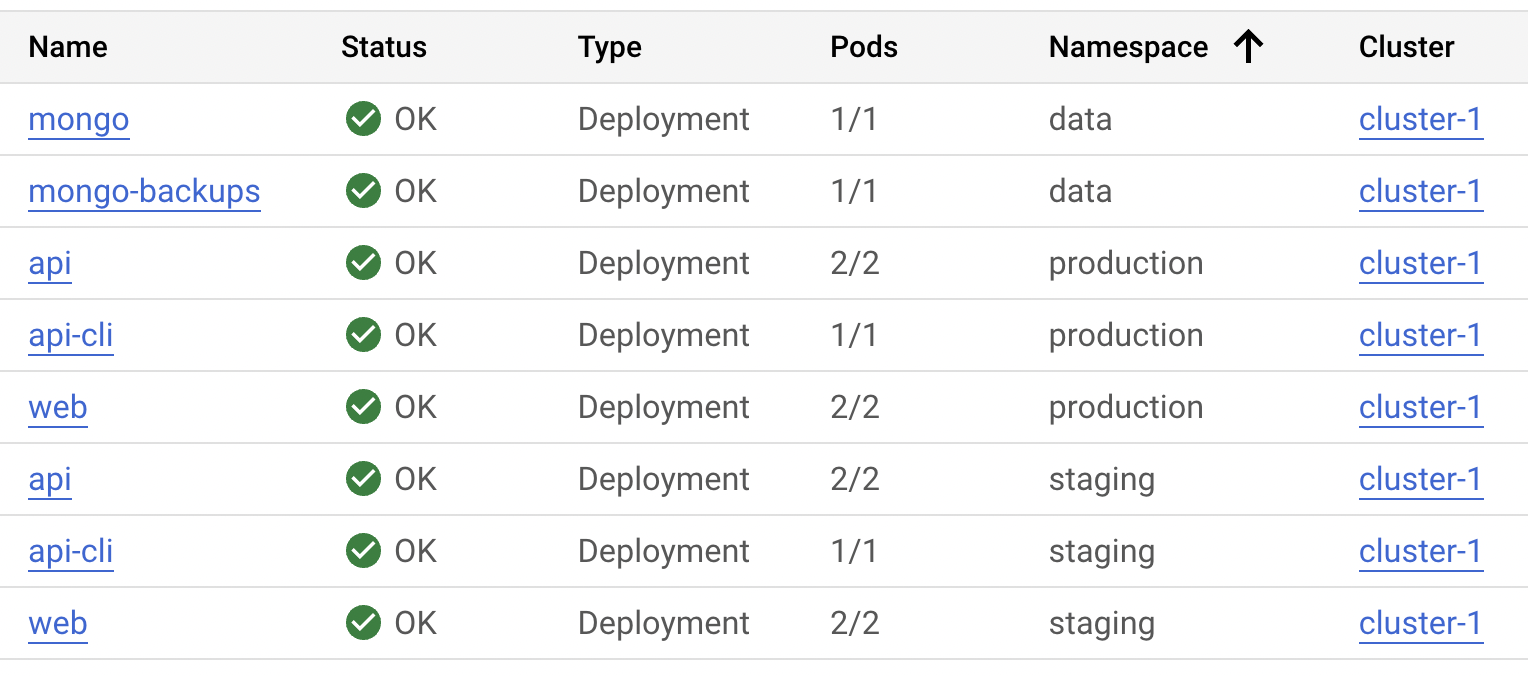 Name Status Type Pods Namespace ↑ Cluster
mongo OK Deployment 1/1 data cluster-1
mongo-backups OK Deployment 1/1 data cluster-1
api OK Deployment 2/2 production cluster-1
api-cli OK Deployment 1/1 production cluster-1
web OK Deployment 2/2 production cluster-1
api OK Deployment 2/2 staging cluster-1
api-cli OK Deployment 1/1 staging cluster-1
web OK Deployment 2/2 staging cluster-1